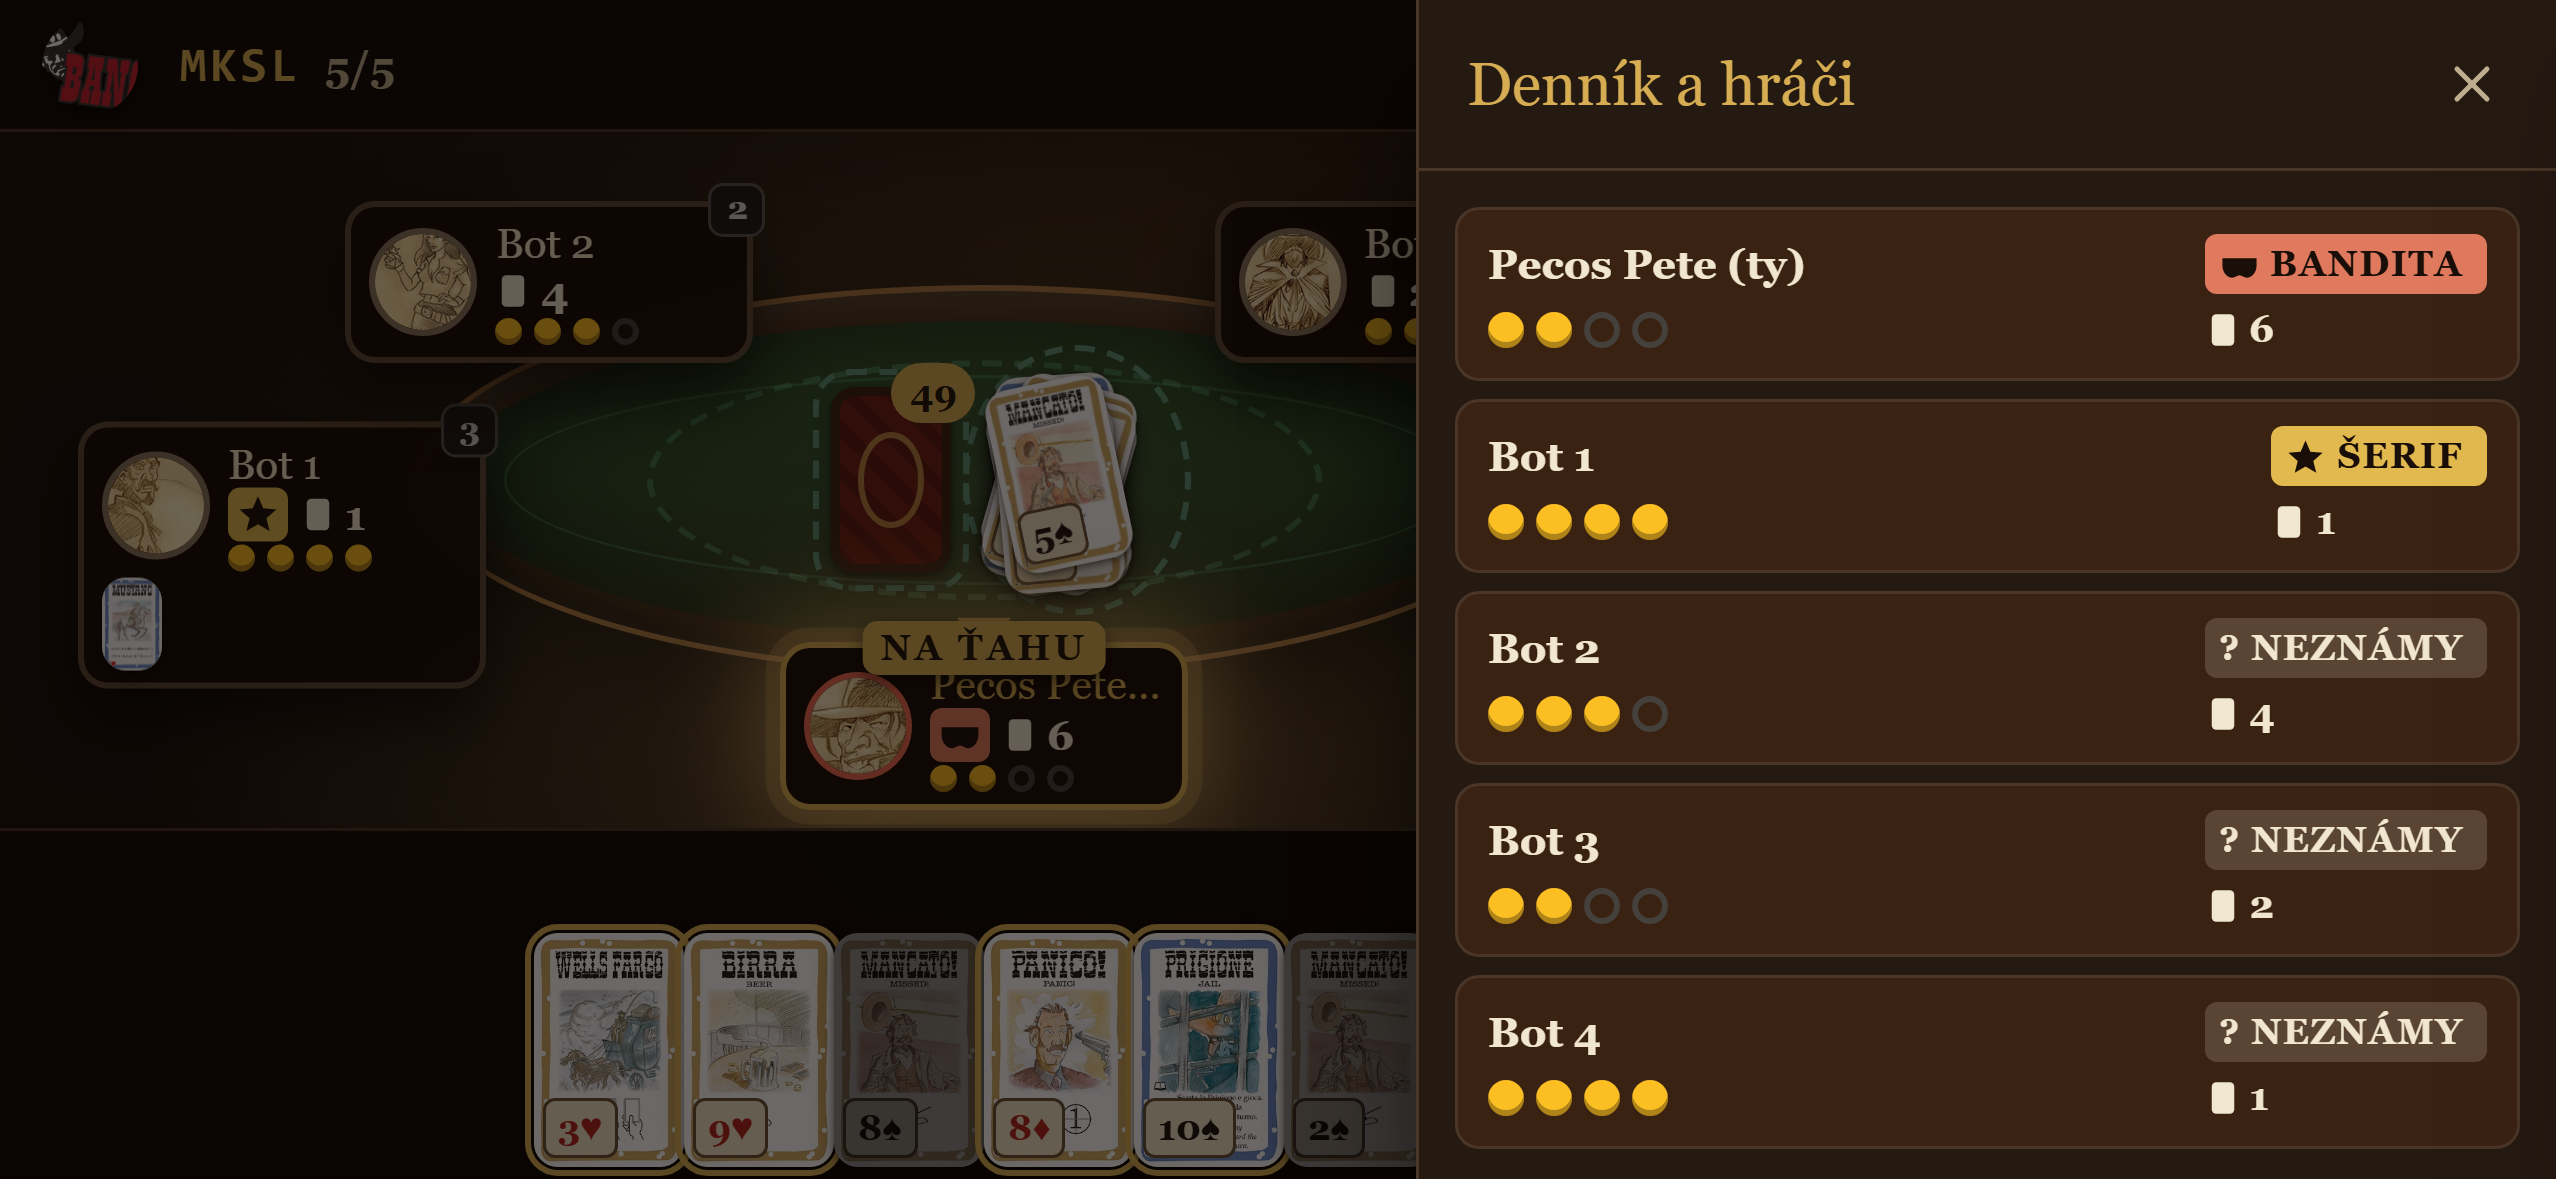 BANG
MKSL 5/5
Denník a hráči
2
Bot 2
4
Bo
49
MANCATO!
MISSED!
5♠
3
Bot 1
1
MUSTANG
NA ŤAHU
Pecos Pete...
6
WELLS FARGO
3♥
BIRRA
BEER
9♥
MANCATO!
MISSED!
8♠
PANICO!
PANIC!
1
8♦
PRIGIONE
JAIL
10♠
MANCATO!
MISSED!
2♠
Pecos Pete (ty)
BANDITA
6
Bot 1
ŠERIF
1
Bot 2
? NEZNÁMY
4
Bot 3
? NEZNÁMY
2
Bot 4
? NEZNÁMY
1